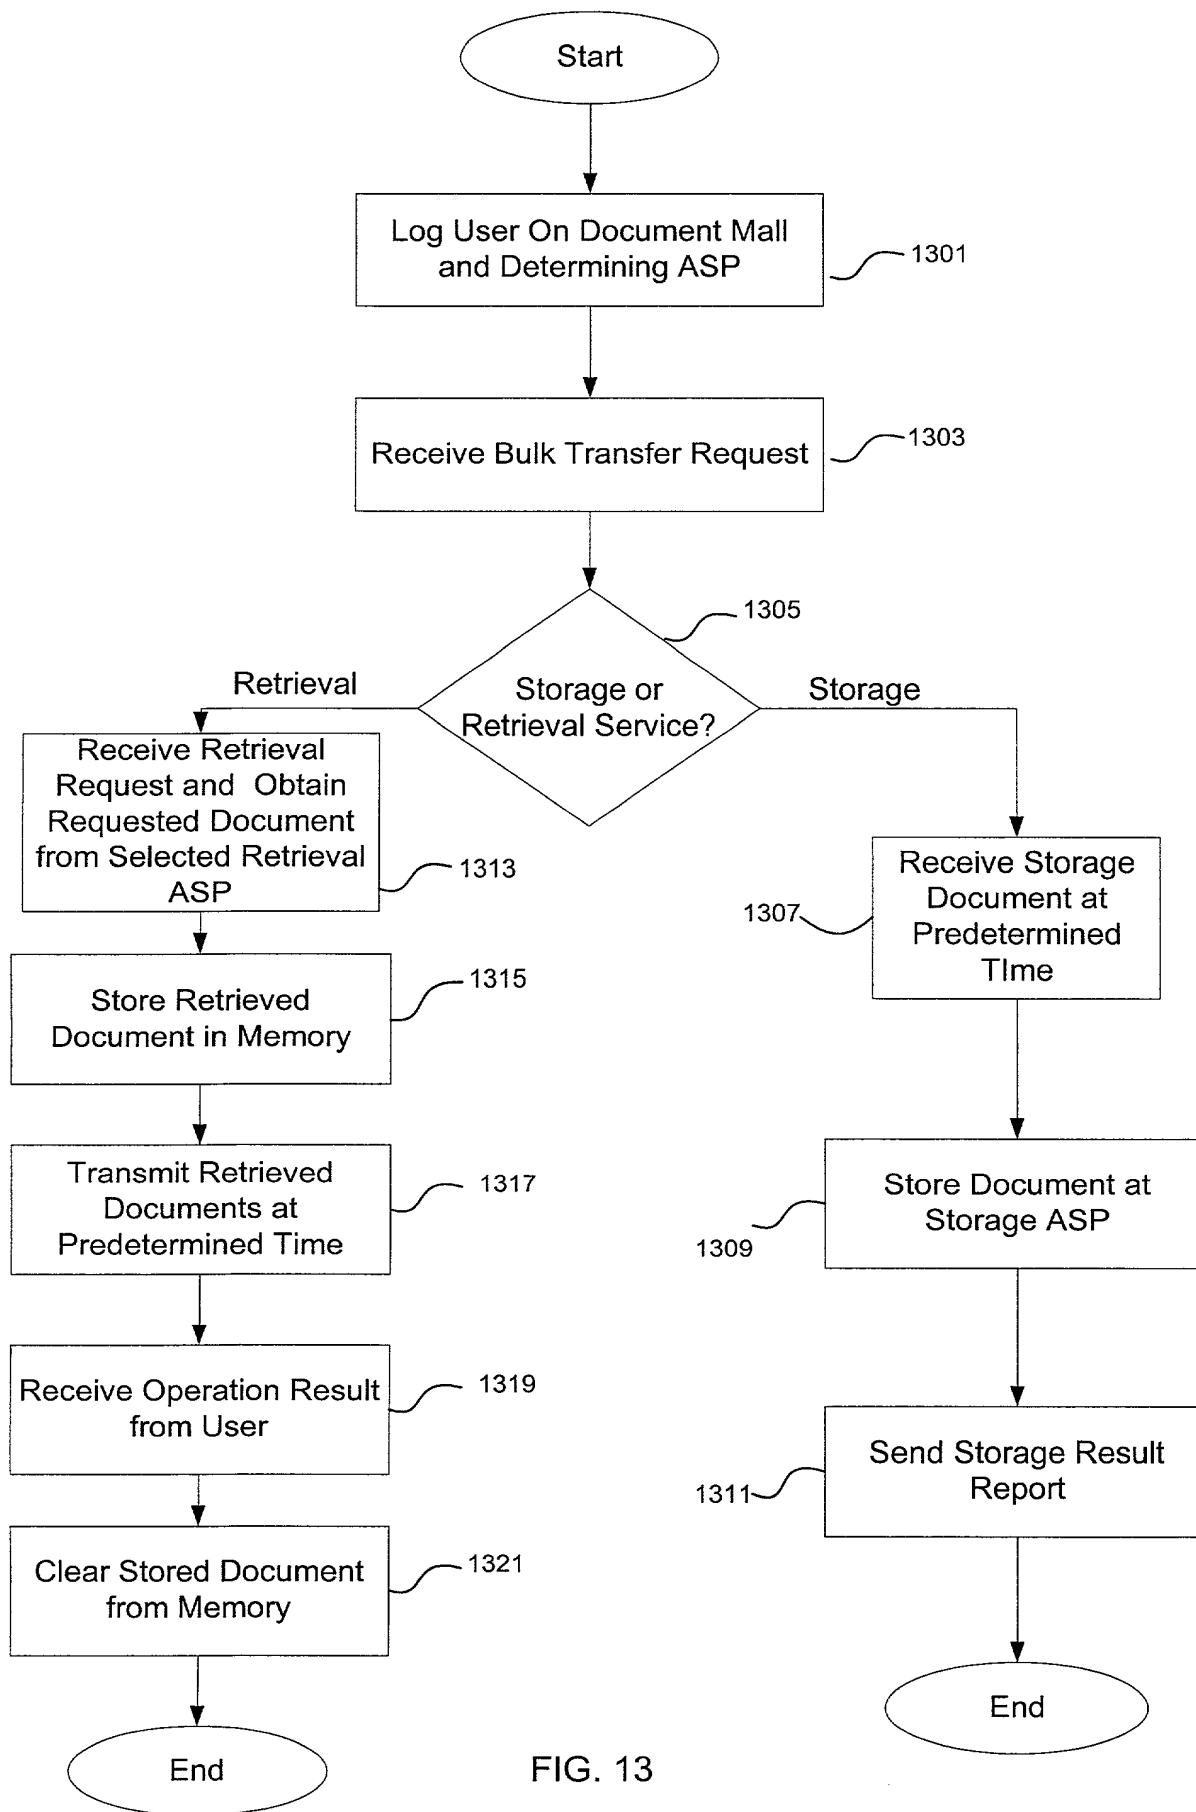 Start
Log User On Document Mall
and Determining ASP
1301
Receive Bulk Transfer Request
1303
1305
Storage or
Retrieval Service?
Retrieval
Storage
Receive Retrieval
Request and Obtain
Requested Document
from Selected Retrieval
ASP
1313
Store Retrieved
Document in Memory
1315
Transmit Retrieved
Documents at
Predetermined Time
1317
Receive Operation Result
from User
1319
Clear Stored Document
from Memory
1321
End
Receive Storage
Document at
Predetermined
TIme
1307
Store Document at
Storage ASP
1309
Send Storage Result
Report
1311
End
FIG. 13